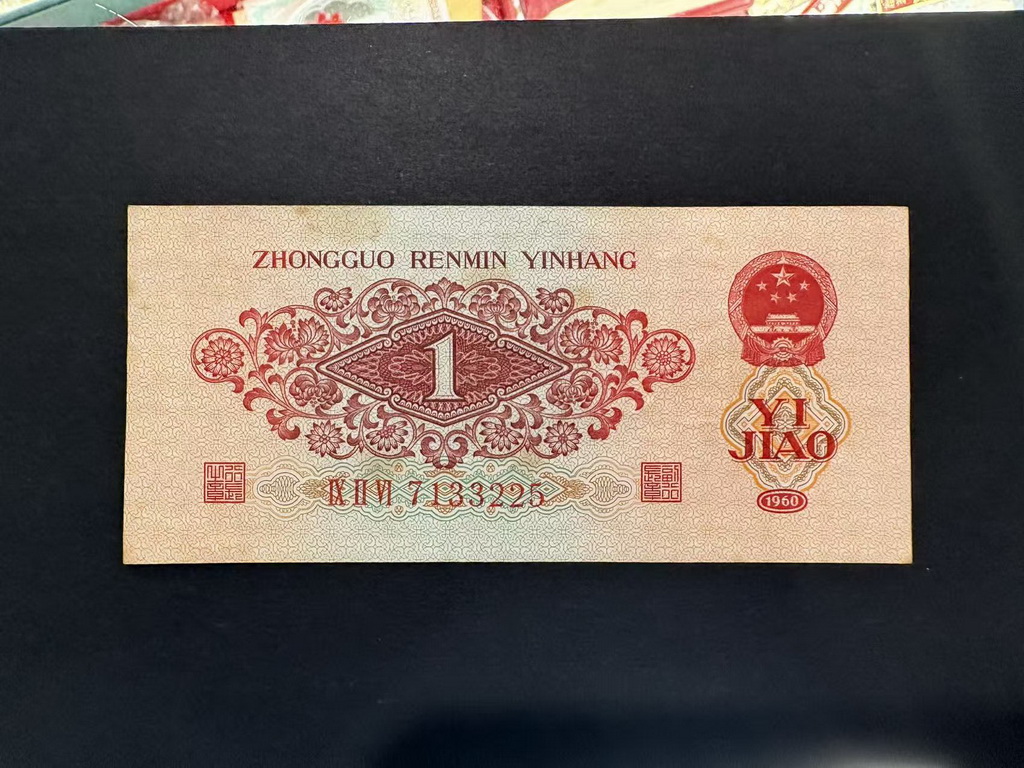 ZHONGGUO RENMIN YINHANG
1
YI
JIAO
IX II VI 7133225
1960